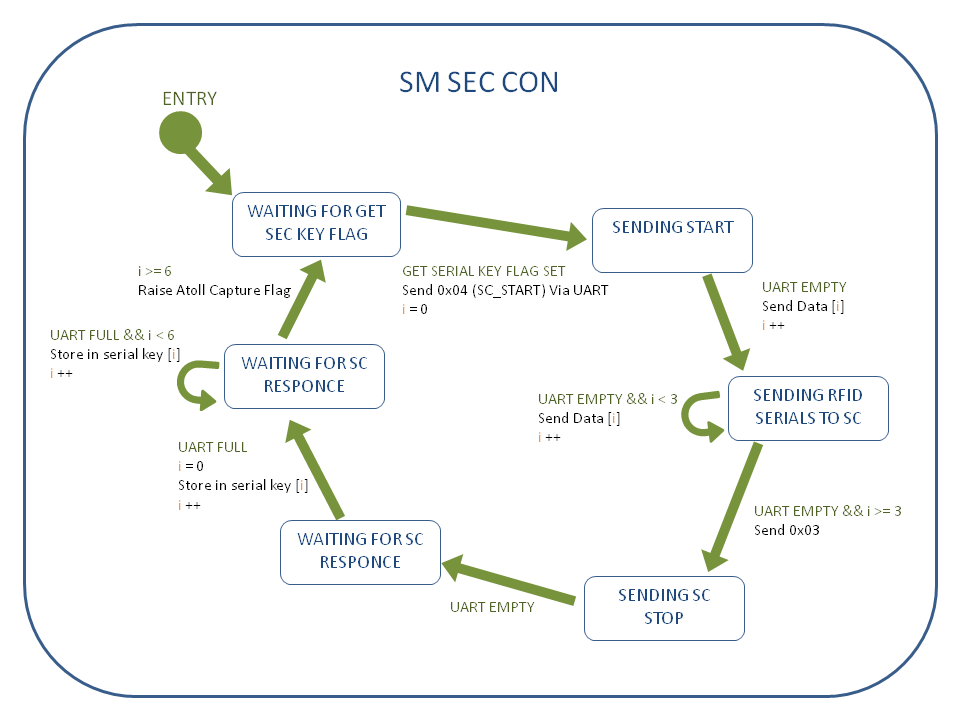 SM SEC CON
ENTRY
WAITING FOR GET
SEC KEY FLAG
SENDING START
i >= 6
Raise Atoll Capture Flag
GET SERIAL KEY FLAG SET
Send 0x04 (SC_START) Via UART
i = 0
UART EMPTY
Send Data [i]
i ++
UART FULL && i < 6
Store in serial key [i]
i ++
WAITING FOR SC
RESPONCE
UART EMPTY && i < 3
Send Data [i]
i ++
SENDING RFID
SERIALS TO SC
UART FULL
i = 0
Store in serial key [i]
i ++
UART EMPTY && i >= 3
Send 0x03
WAITING FOR SC
RESPONCE
UART EMPTY
SENDING SC
STOP